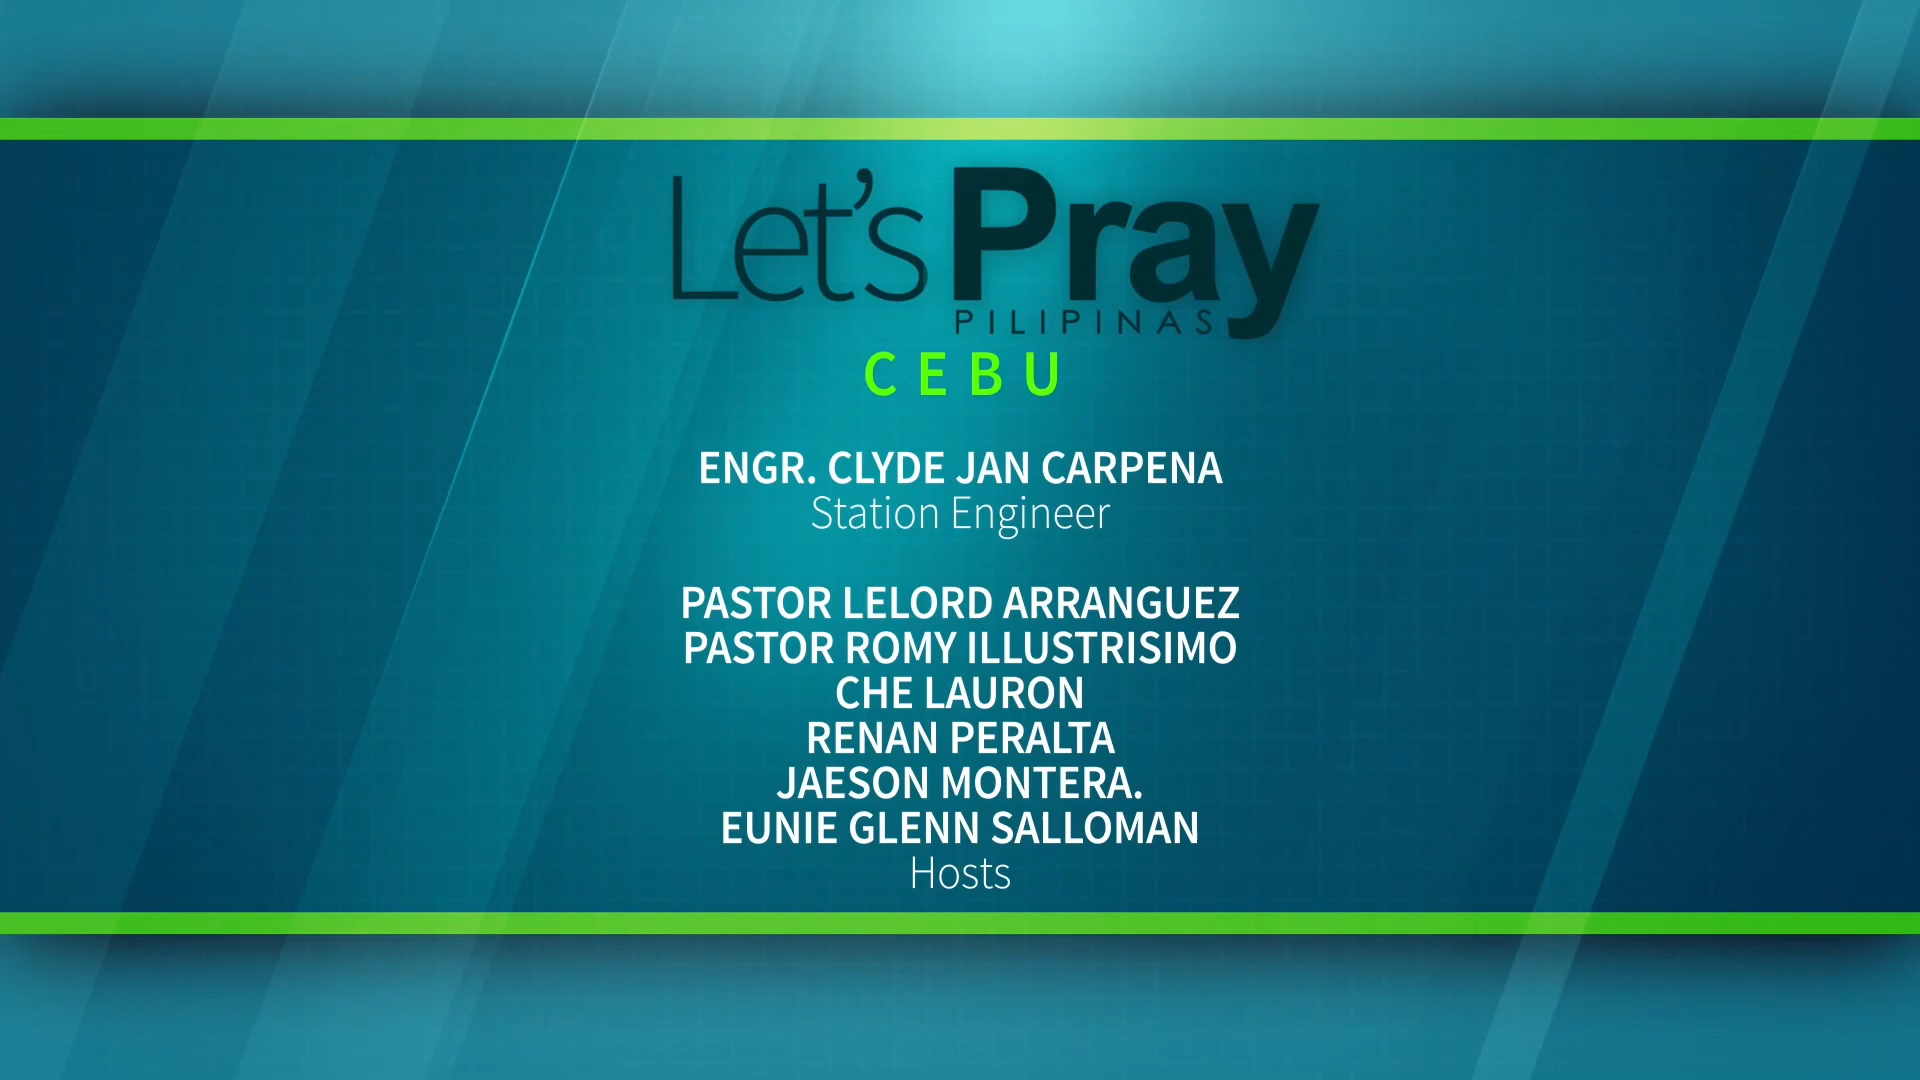 Let's Pray
PILIPINAS
CEBU
ENGR. CLYDE JAN CARPENA
Station Engineer
PASTOR LELORD ARRANGUEZ
PASTOR ROMY ILLUSTRISIMO
CHE LAURON
RENAN PERALTA
JAESON MONTERA.
EUNIE GLENN SALLOMAN
Hosts